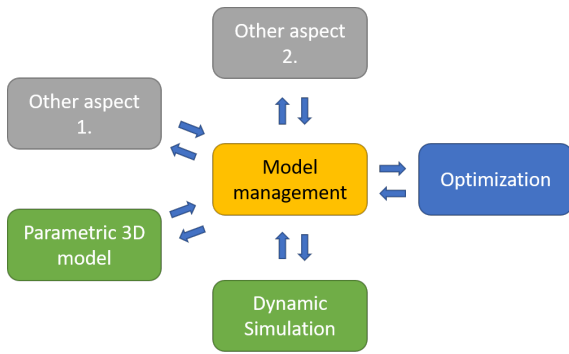 Other aspect
2.
Other aspect
1.
Model
management
Optimization
Parametric 3D
model
Dynamic
Simulation